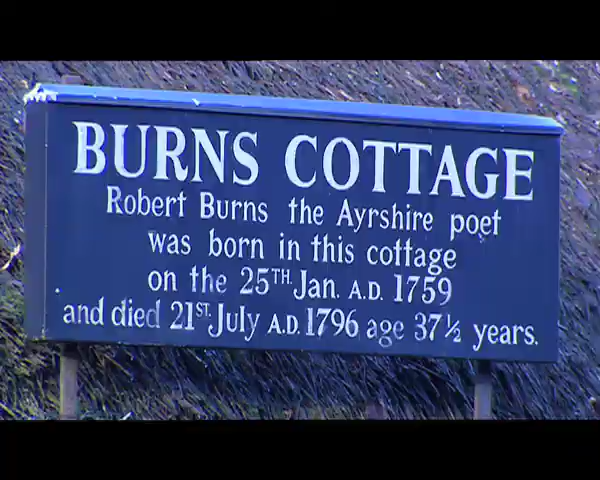 BURNS COTTAGE
Robert Burns the Ayrshire poet
was born in this cottage
on the 25TH. Jan. A.D. 1759
and died 21ST. July A.D. 1796 age 37½ years.